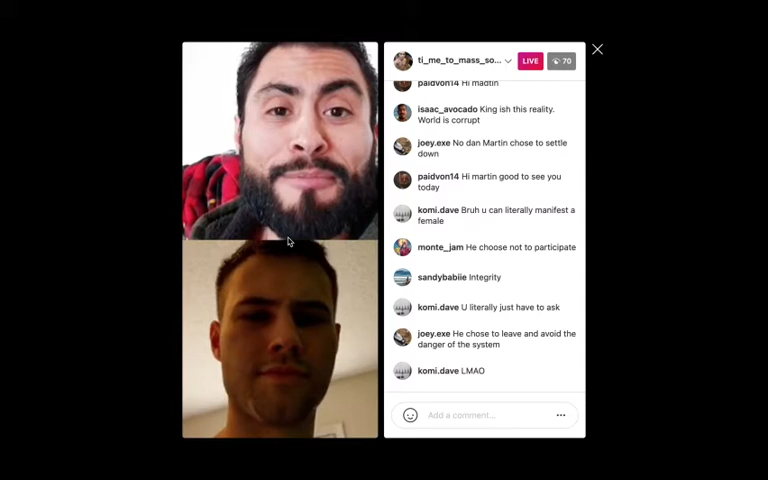 ti_me_to_mass_so...
LIVE
70
paidvon14 Hi madtin
isaac_avocado King ish this reality.
World is corrupt
joey.exe No dan Martin chose to settle
down
paidvon14 Hi martin good to see you
today
komi.dave Bruh u can literally manifest a
female
monte_jam He choose not to participate
sandybabiie Integrity
komi.dave U literally just have to ask
joey.exe He chose to leave and avoid the
danger of the system
komi.dave LMAO
Add a comment...